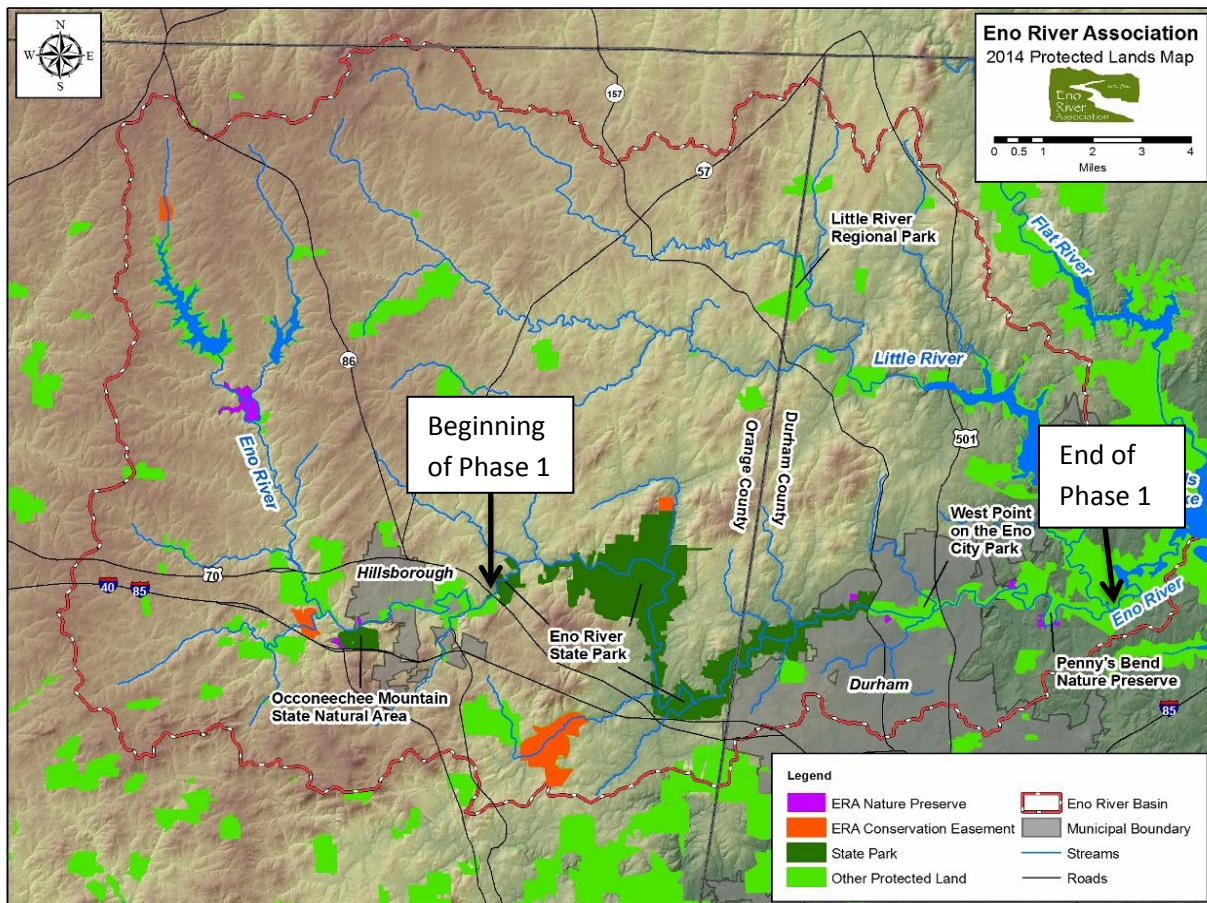 N
W E
S
Eno River Association
2014 Protected Lands Map
Eno
River
Association
0 0.5 1 2 3 4
Miles
157
57
Little River
Regional Park
Flat River
86
Little River
Beginning
of Phase 1
Eno River
Orange County
Durham County
501
End of
Phase 1
West Point
on the Eno
City Park
70
40
85
Hillsborough
Eno River
Eno River
State Park
Penny's Bend
Nature Preserve
Durham
Occoneechee Mountain
State Natural Area
85
Legend
ERA Nature Preserve
ERA Conservation Easement
State Park
Other Protected Land
Eno River Basin
Municipal Boundary
Streams
Roads